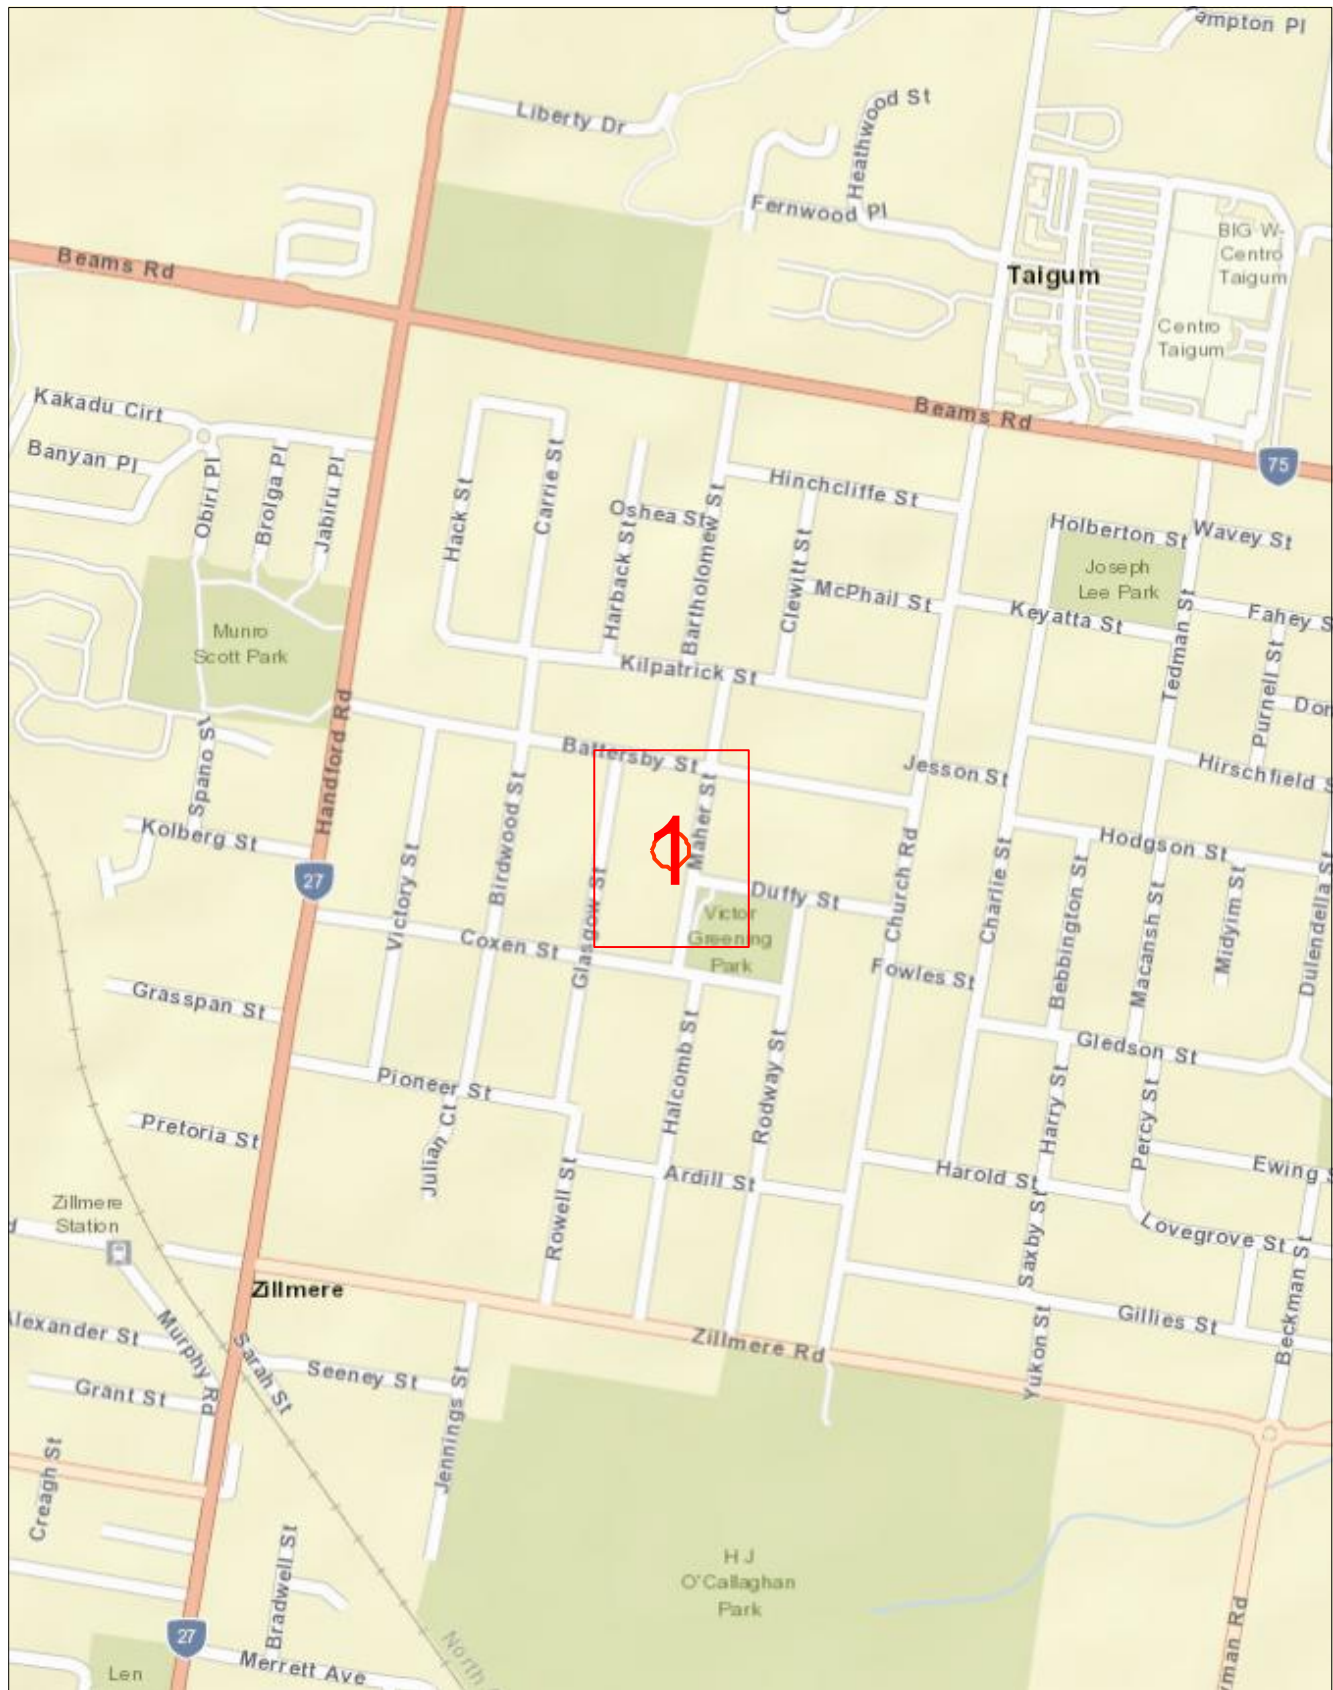 ampton Pl
Heathwood St
Liberty Dr
Fernwood Pl
BIG W-
Centro
Taigum
Beams Rd
Taigum
Centro
Taigum
Kakadu Cirt
Beams Rd
Banyan Pl
75
Obiri Pl
Brolga Pl
Jabiru Pl
Hack St
Carrie St
Oshea St
Harback St
Bartholomew St
Hinchcliffe St
Clewitt St
McPhail St
Holberton St
Wavey St
Joseph
Lee Park
Keyatta St
Tedman St
Fahey S
Purnell St
Munro
Scott Park
Kilpatrick St
Don
Handford Rd
Battersby St
Jesson St
Hirschfield S
Spano St
Kolberg St
Birdwood St
Maher St
1
Church Rd
Charlie St
Hodgson St
27
Victory St
Glasgow St
Duffy St
Bebbington St
Macansh St
Midyim St
Dulendella St
Victor
Greening
Park
Coxen St
Fowles St
Grasspan St
Halcomb St
Rodway St
Gledson St
Pioneer St
Harry St
Percy St
Pretoria St
Julian Ct
Rowell St
Ardill St
Harold St
Ewing S
Zillmere
Station
d
Saxby St
Lovegrove St
Beckman St
Zillmere
Alexander St
Murphy Rd
Sarah St
Zillmere Rd
Gillies St
Yukon St
Seeney St
Grant St
Jennings St
Creagh St
Bradwell St
H J
O'Callaghan
Park
27
Merrett Ave
North
Len
man Rd